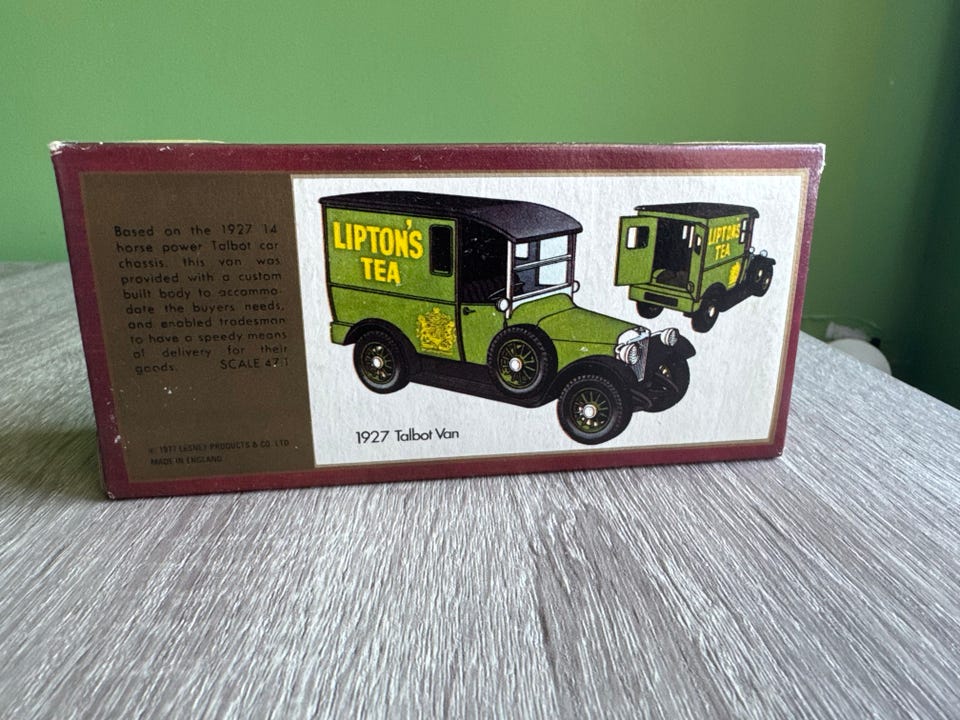 Based on the 1927 14
horse power Talbot car
chassis. this van was
provided with a custom
built body to accommo-
date the buyers needs,
and enabled tradesman
to have a speedy means
of delivery for their
goods. SCALE 47:1
© 1977 LESNEY PRODUCTS & CO. LTD
MADE IN ENGLAND
LIPTON'S
TEA
1927 Talbot Van
LIPTON'S
TEA